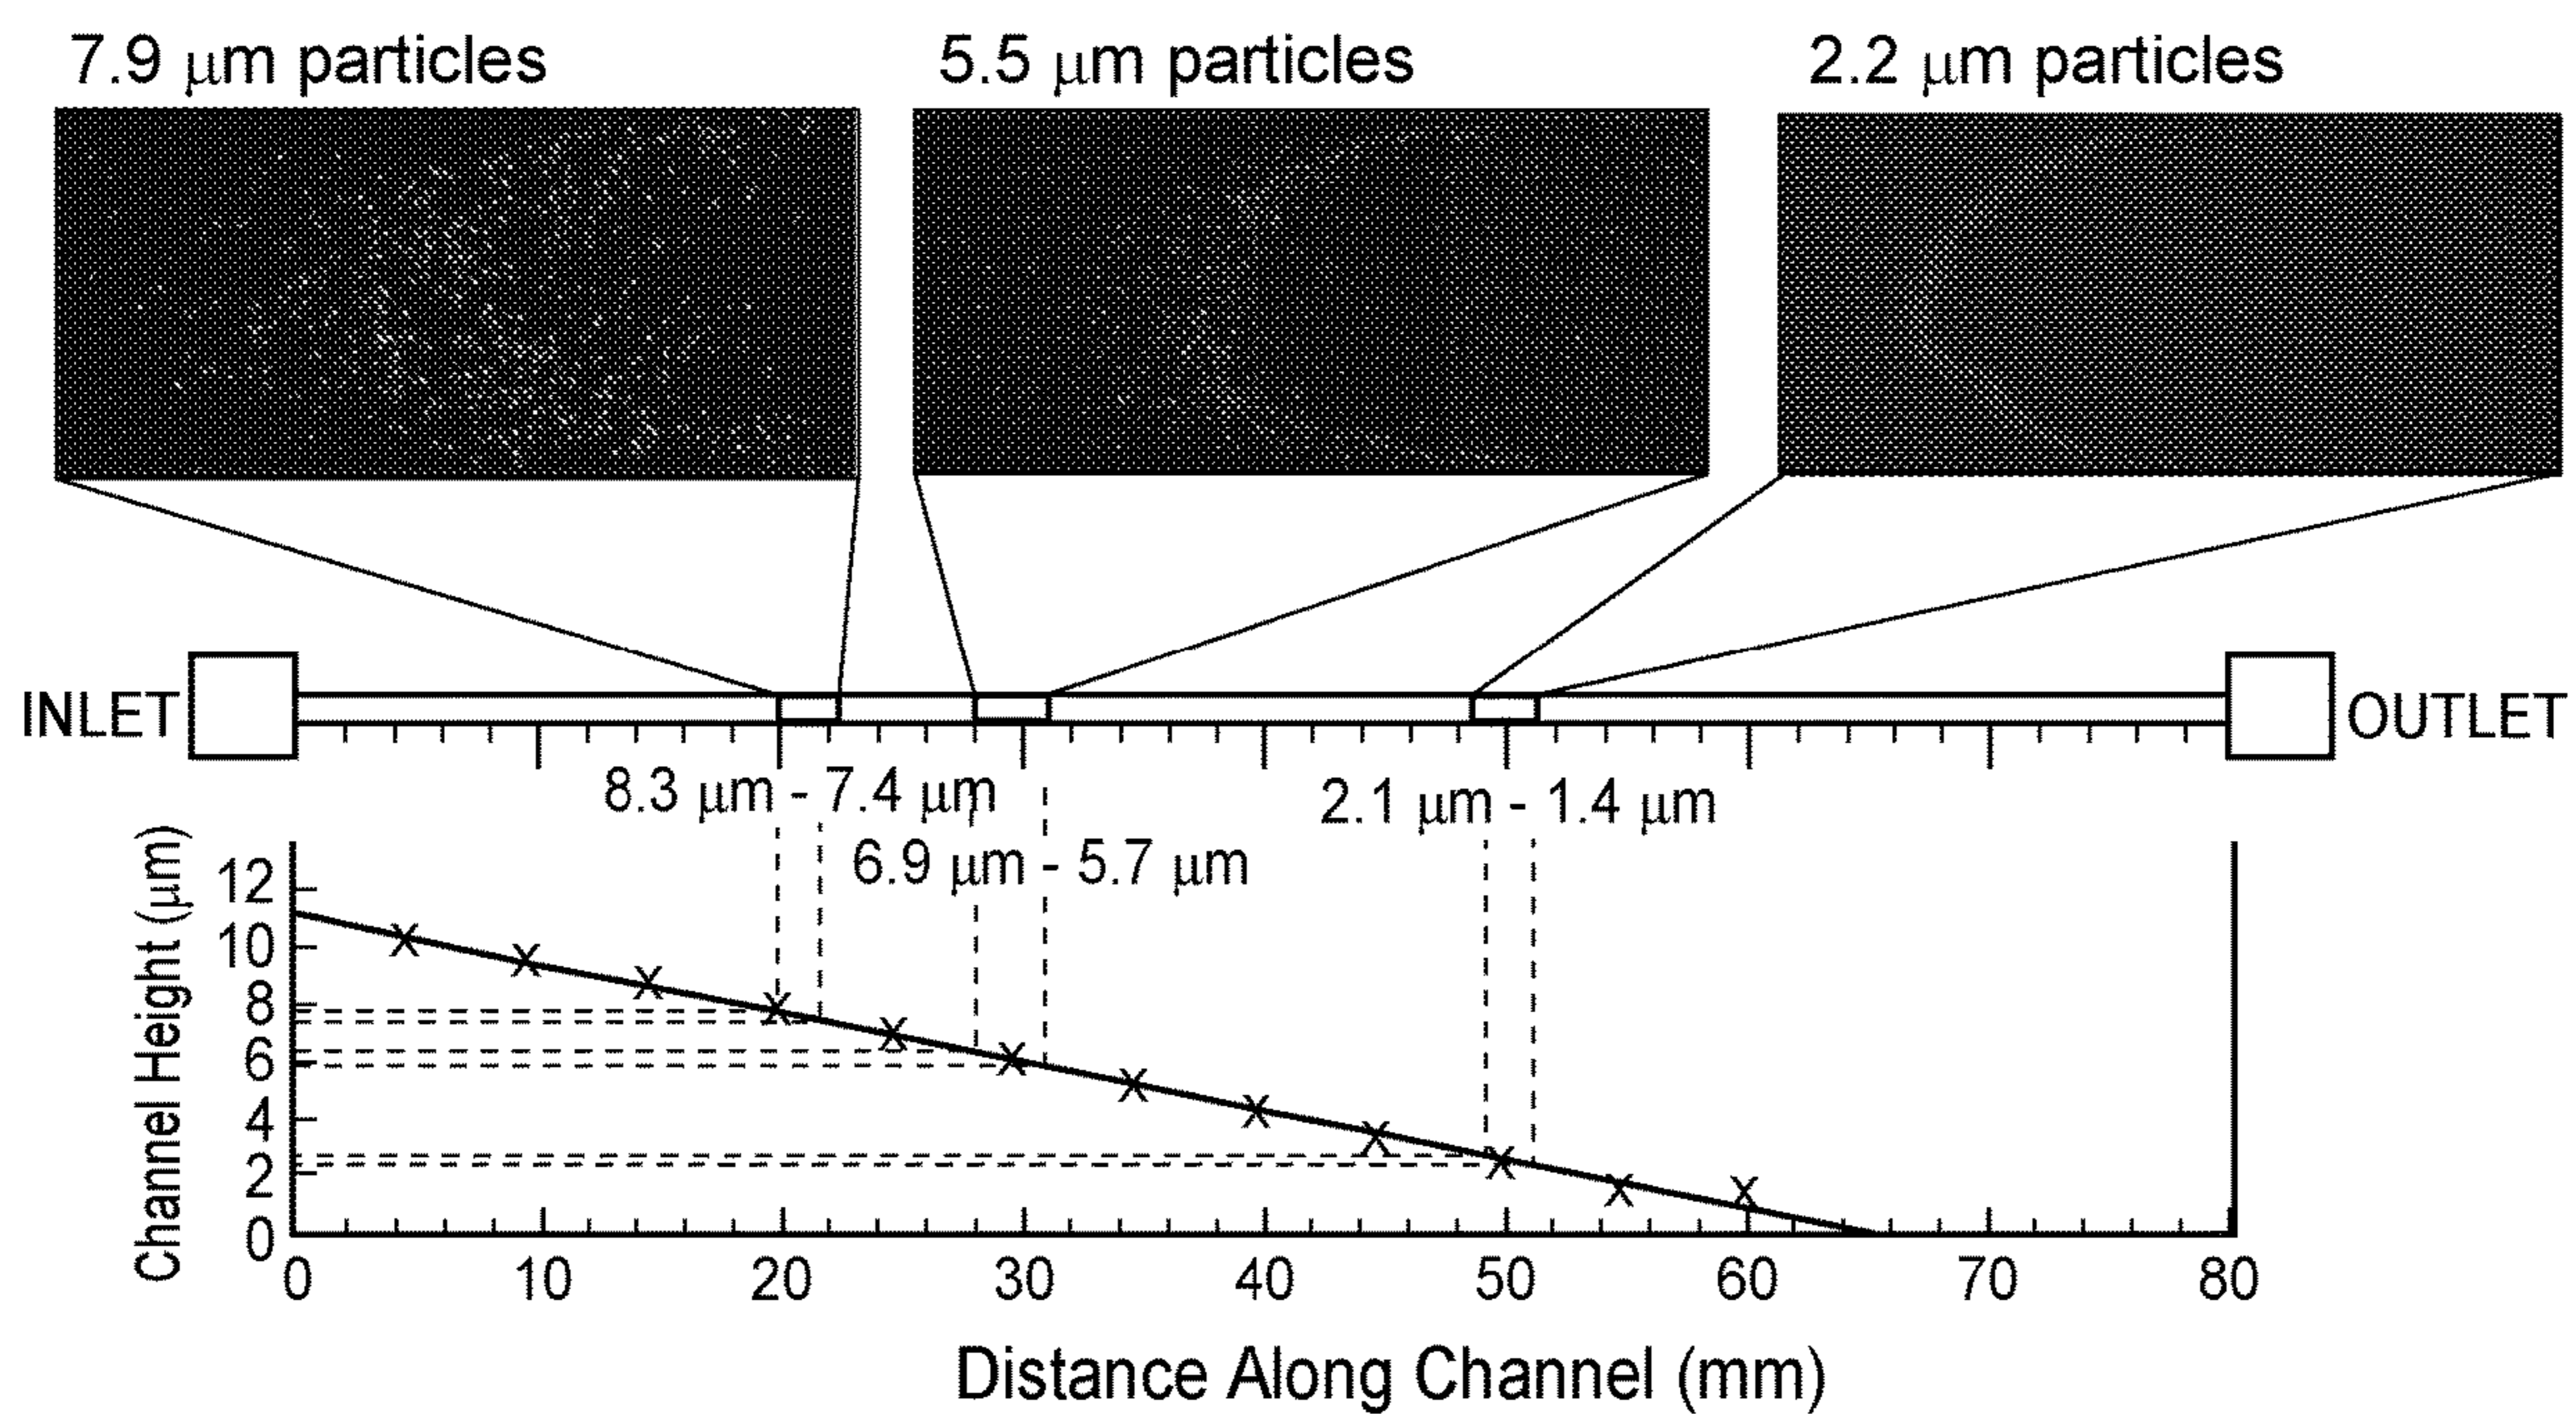 7.9 μm particles
5.5 μm particles
2.2 μm particles
INLET
OUTLET
8.3 μm - 7.4 μm
2.1 μm - 1.4 μm
6.9 μm - 5.7 μm
Channel Height (μm)
12
10
8
6
4
2
0
0 10 20 30 40 50 60 70 80
Distance Along Channel (mm)